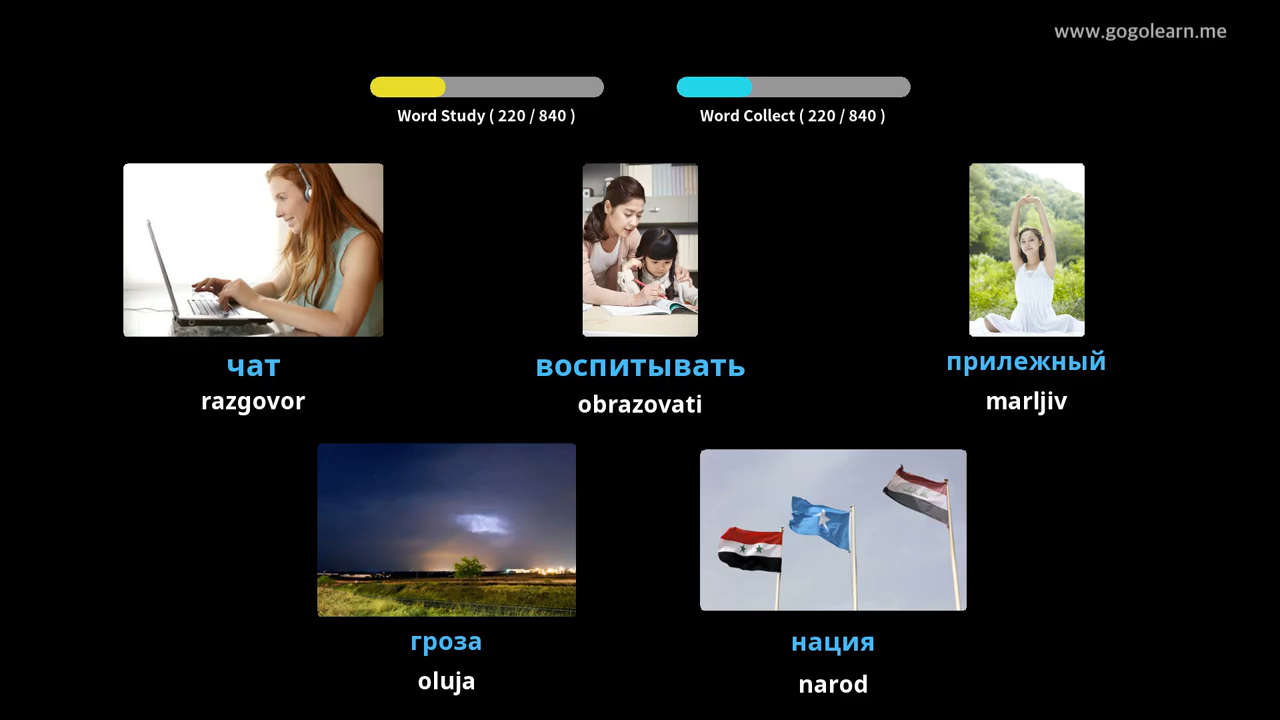 www.gogolearn.me
Word Study ( 220 / 840 )
Word Collect ( 220 / 840 )
чат
razgovor
воспитывать
obrazovati
прилежный
marljiv
гроза
oluja
нация
narod